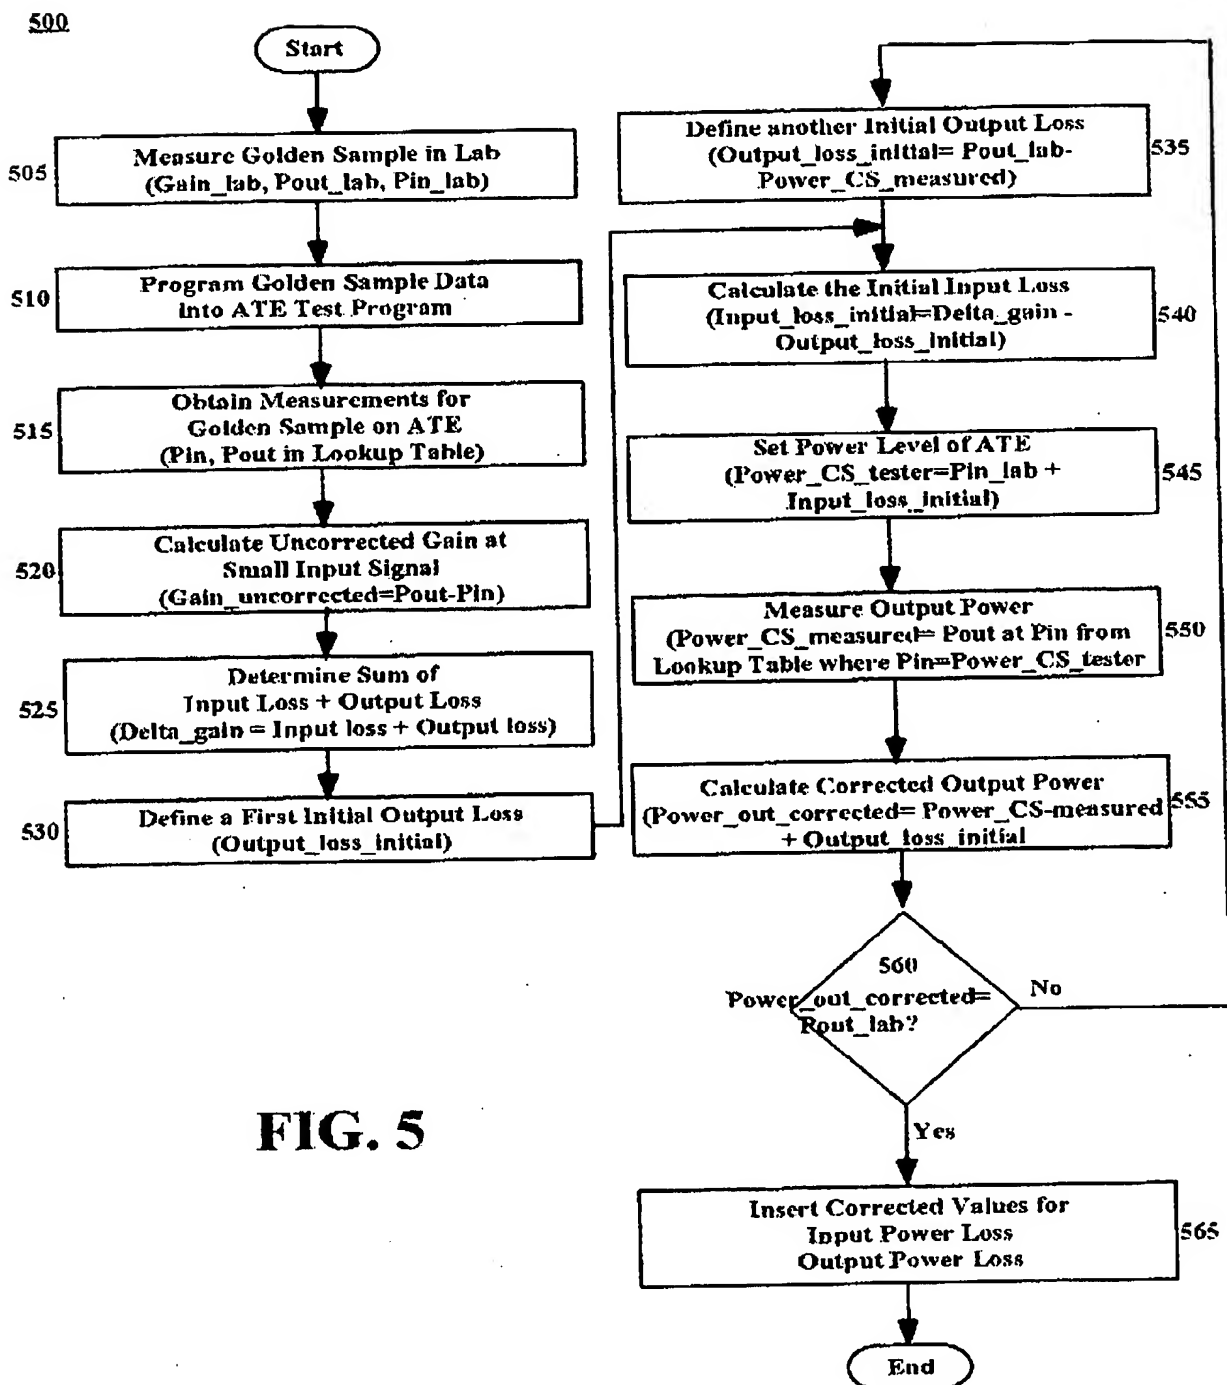 500
Start
505
Measure Golden Sample in Lab
(Gain_lab, Pout_lab, Pin_lab)
510
Program Golden Sample Data
into ATE Test Program
515
Obtain Measurements for
Golden Sample on ATE
(Pin, Pout in Lookup Table)
520
Calculate Uncorrected Gain at
Small Input Signal
(Gain_uncorrected=Pout-Pin)
525
Determine Sum of
Input Loss + Output Loss
(Delta_gain = Input loss + Output loss)
530
Define a First Initial Output Loss
(Output_loss_initial)
Define another Initial Output Loss
(Output_loss_initial= Pout_lab-
Power_CS_measured)
535
Calculate the Initial Input Loss
(Input_loss_initial=Delta_gain -
Output_loss_initial)
540
Set Power Level of ATE
(Power_CS_tester=Pin_lab +
Input_loss_initial)
545
Measure Output Power
(Power_CS_measured= Pout at Pin from
Lookup Table where Pin=Power_CS_tester
550
Calculate Corrected Output Power
(Power_out_corrected= Power_CS-measured
+ Output_loss_initial
555
560
Power_out_corrected=
Pout_lab?
No
Yes
Insert Corrected Values for
Input Power Loss
Output Power Loss
565
End
FIG. 5